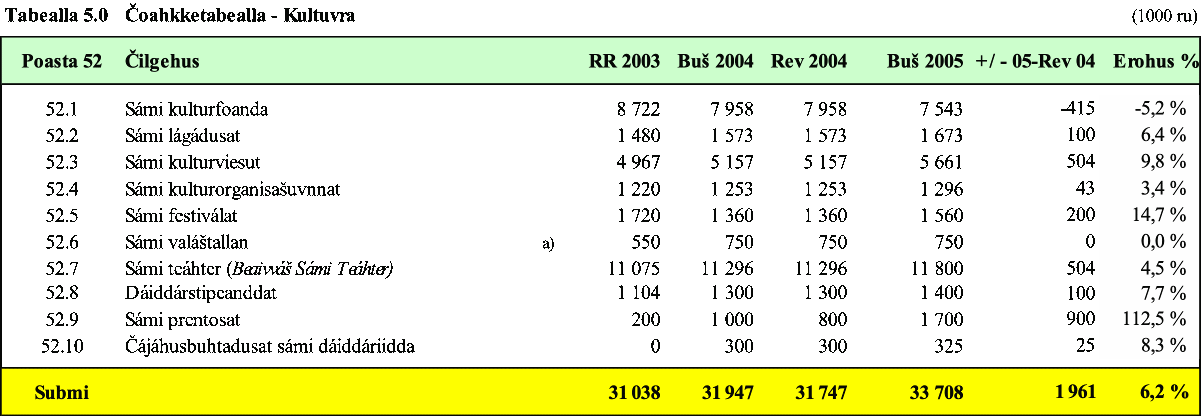 Tabealla 5.0 Čoahkketabealla - Kultuvra (1000 ru)
Poasta 52 Čilgehus RR 2003 Buš 2004 Rev 2004 Buš 2005 +/ - 05-Rev 04 Erohus %
52.1 Sámi kulturfoanda 8 722 7 958 7 958 7 543 -415 -5,2 %
52.2 Sámi lágádusat 1 480 1 573 1 573 1 673 100 6,4 %
52.3 Sámi kulturviesut 4 967 5 157 5 157 5 661 504 9,8 %
52.4 Sámi kulturorganisašuvnnat 1 220 1 253 1 253 1 296 43 3,4 %
52.5 Sámi festiválat 1 720 1 360 1 360 1 560 200 14,7 %
52.6 Sámi valáštallan a) 550 750 750 750 0 0,0 %
52.7 Sámi teáhter (Beaivváš Sámi Teáhter) 11 075 11 296 11 296 11 800 504 4,5 %
52.8 Dáiddárstipeanddat 1 104 1 300 1 300 1 400 100 7,7 %
52.9 Sámi prentosat 200 1 000 800 1 700 900 112,5 %
52.10 Čájáhusbuhtadusat sámi dáiddáriidda 0 300 300 325 25 8,3 %
Submi 31 038 31 947 31 747 33 708 1 961 6,2 %